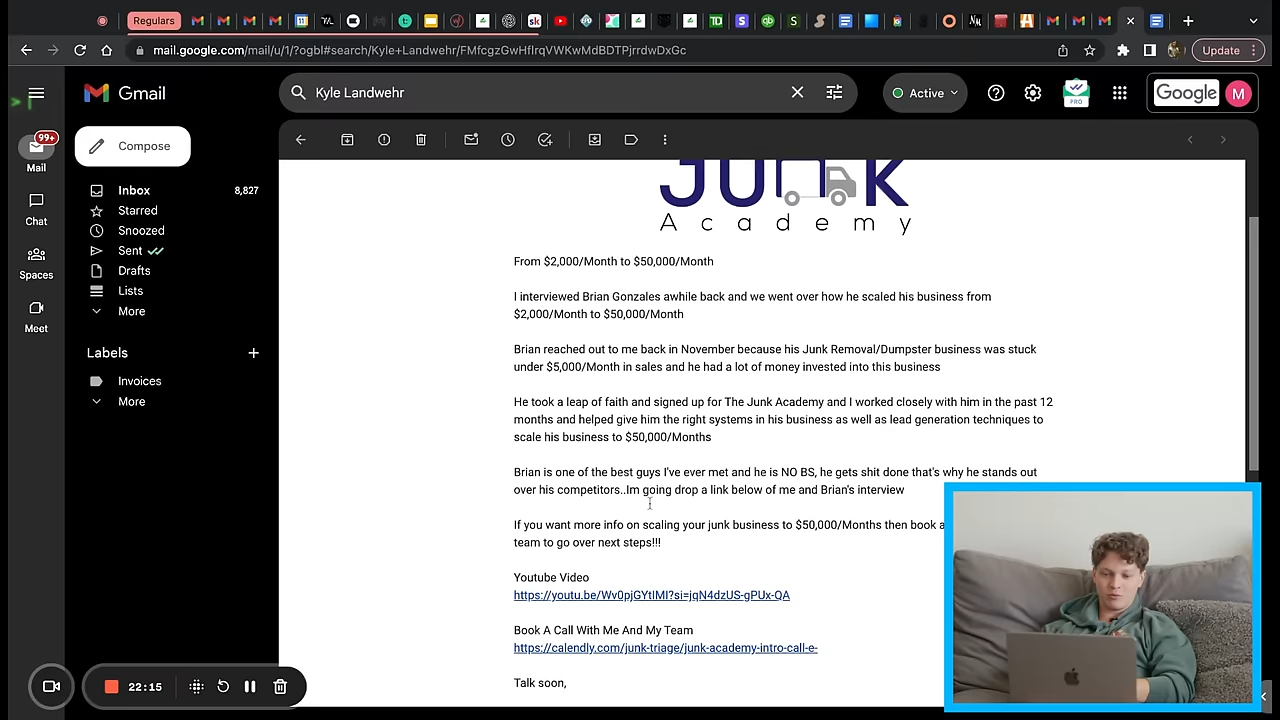 Regulars
mail.google.com/mail/u/1/?ogbl#search/Kyle+Landwehr/FMfcgzGwHflrqVWKwMdBDTPjrrdwDxGc
Update
Gmail
Kyle Landwehr
Active
PRO
Google
M
99+
Mail
Chat
Spaces
Meet
Compose
Inbox 8,827
Starred
Snoozed
Sent
Drafts
Lists
More
Labels +
Invoices
More
JUNK
Academy
From $2,000/Month to $50,000/Month
I interviewed Brian Gonzales awhile back and we went over how he scaled his business from
$2,000/Month to $50,000/Month
Brian reached out to me back in November because his Junk Removal/Dumpster business was stuck
under $5,000/Month in sales and he had a lot of money invested into this business
He took a leap of faith and signed up for The Junk Academy and I worked closely with him in the past 12
months and helped give him the right systems in his business as well as lead generation techniques to
scale his business to $50,000/Months
Brian is one of the best guys I've ever met and he is NO BS, he gets shit done that's why he stands out
over his competitors..Im going drop a link below of me and Brian's interview
If you want more info on scaling your junk business to $50,000/Months then book a
team to go over next steps!!!
Youtube Video
https://youtu.be/Wv0pjGYtIMI?si=jqN4dzUS-gPUx-QA
Book A Call With Me And My Team
https://calendly.com/junk-triage/junk-academy-intro-call-e-
Talk soon,
22:15